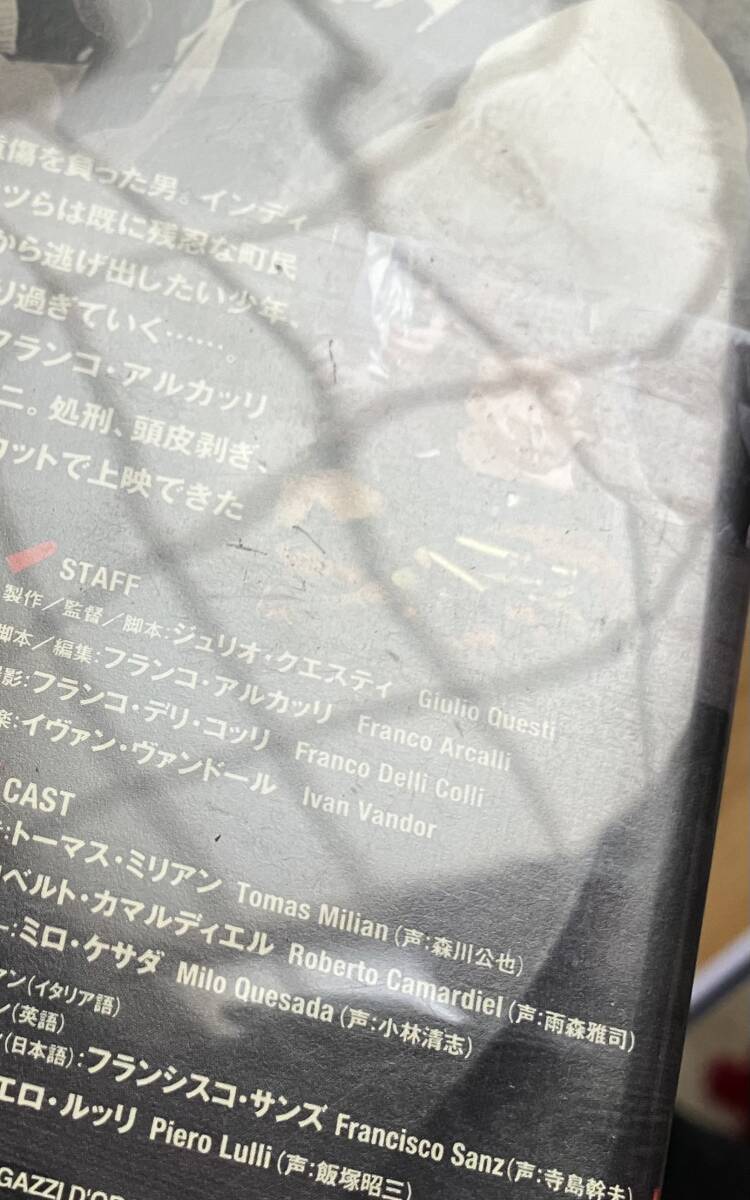 傷を負った男。インディ
ツらは既に残忍な町民
から逃げ出したい少年、
り過ぎていく……。
フランコ・アルカッリ
ニ。処刑、頭皮剥ぎ、
カットで上映できた
STAFF
製作／監督／脚本:ジュリオ・クエスティ Giulio Questi
脚本／編集:フランコ・アルカッリ Franco Arcalli
影:フランコ・デリ・コッリ Franco Delli Colli
楽:イヴァン・ヴァンドール Ivan Vandor
CAST
:トーマス・ミリアン Tomas Milian (声:森川公也)
ベルト・カマルディエル Roberto Camardiel (声:雨森雅司)
ー:ミロ・ケサダ Milo Quesada (声:小林清志)
アン(イタリア語)
ン(英語)
(日本語):フランシスコ・サンズ Francisco Sanz (声:寺島幹夫)
エロ・ルッリ Piero Lulli (声:飯塚昭三)